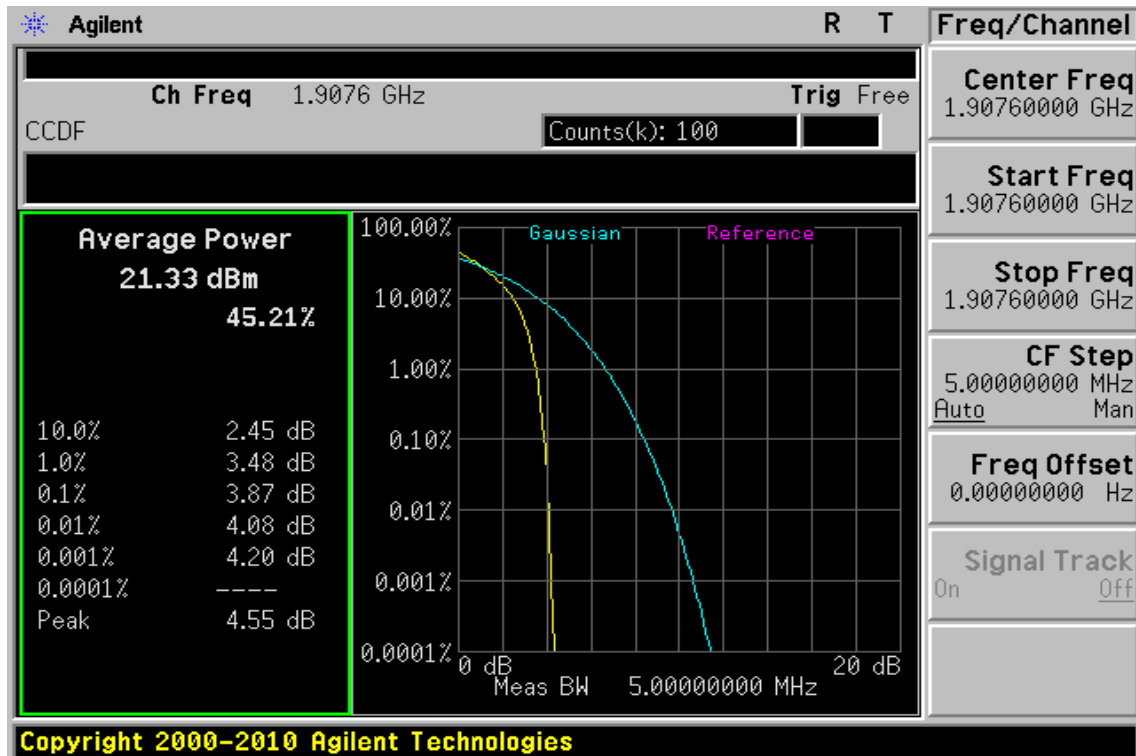 Agilent R T Freq/Channel
Ch Freq 1.9076 GHz Trig Free
CCDF Counts(k): 100
Center Freq
1.90760000 GHz
Start Freq
1.90760000 GHz
Stop Freq
1.90760000 GHz
CF Step
5.00000000 MHz
Auto Man
Freq Offset
0.00000000 Hz
Signal Track
On Off
Average Power
21.33 dBm
45.21%
10.0% 2.45 dB
1.0% 3.48 dB
0.1% 3.87 dB
0.01% 4.08 dB
0.001% 4.20 dB
0.0001% ----
Peak 4.55 dB
100.00% Gaussian Reference
10.00%
1.00%
0.10%
0.01%
0.001%
0.0001%
0 dB 20 dB
Meas BW 5.00000000 MHz
Copyright 2000-2010 Agilent Technologies